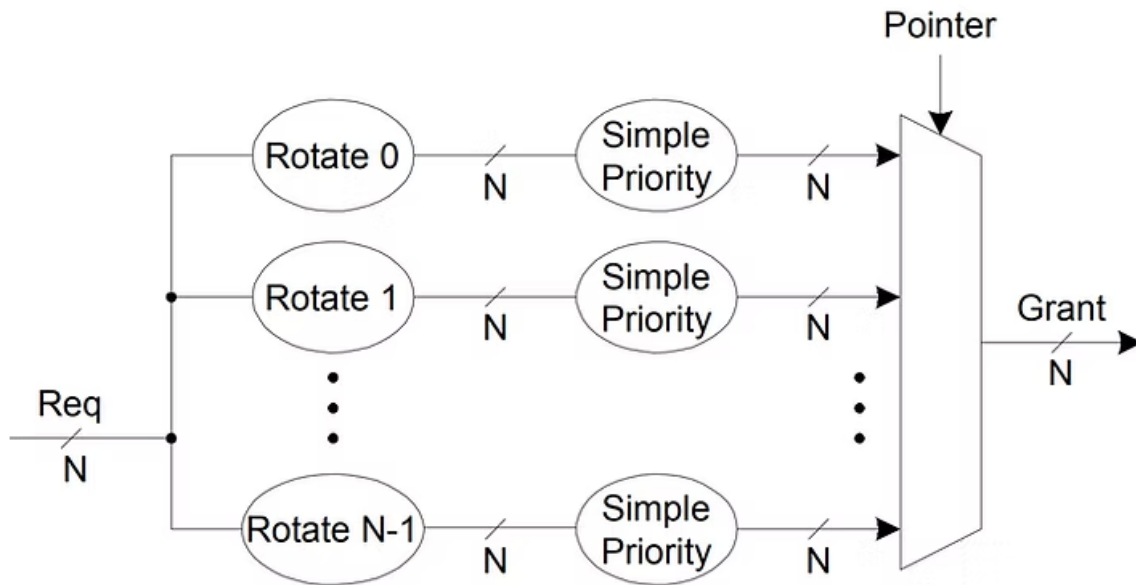 Pointer
Rotate 0
N
Simple
Priority
N
Rotate 1
N
Simple
Priority
N
Grant
N
Req
N
Rotate N-1
N
Simple
Priority
N